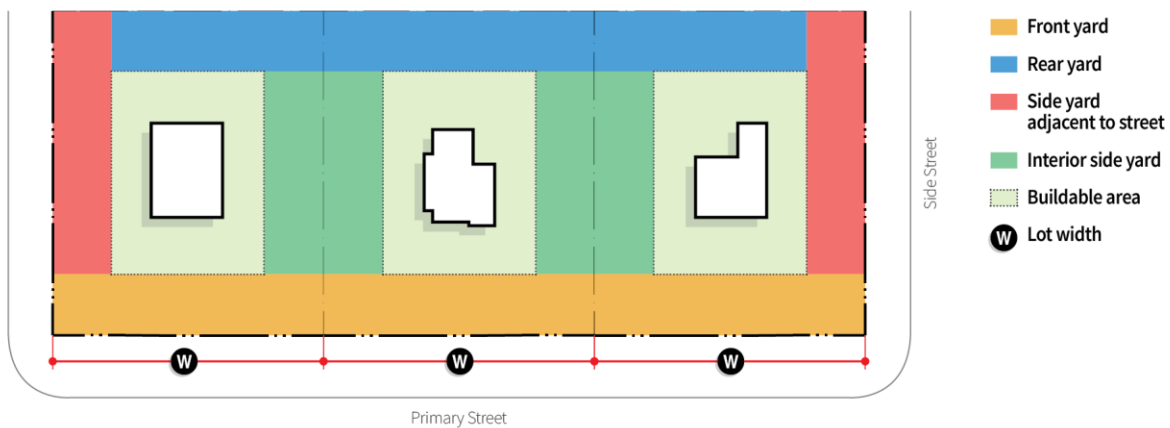 Front yard
Rear yard
Side yard
adjacent to street
Interior side yard
Buildable area
W Lot width
Side Street
W W W
Primary Street